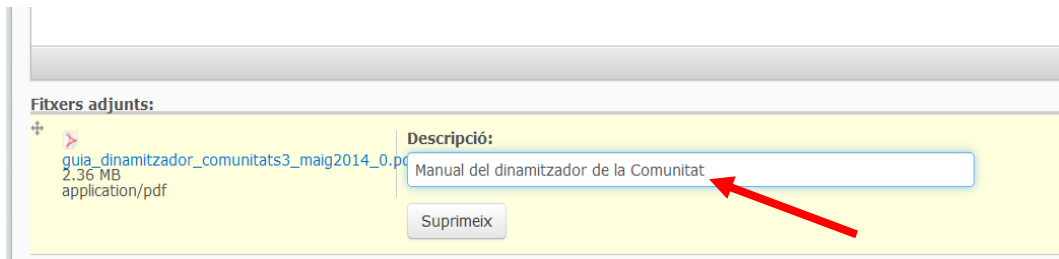 Fitxers adjunts:
Descripció:
guia_dinamitzador_comunitats3_maig2014_0.pd
Manual del dinamitzador de la Comunitat
2.36 MB
application/pdf
Suprimeix